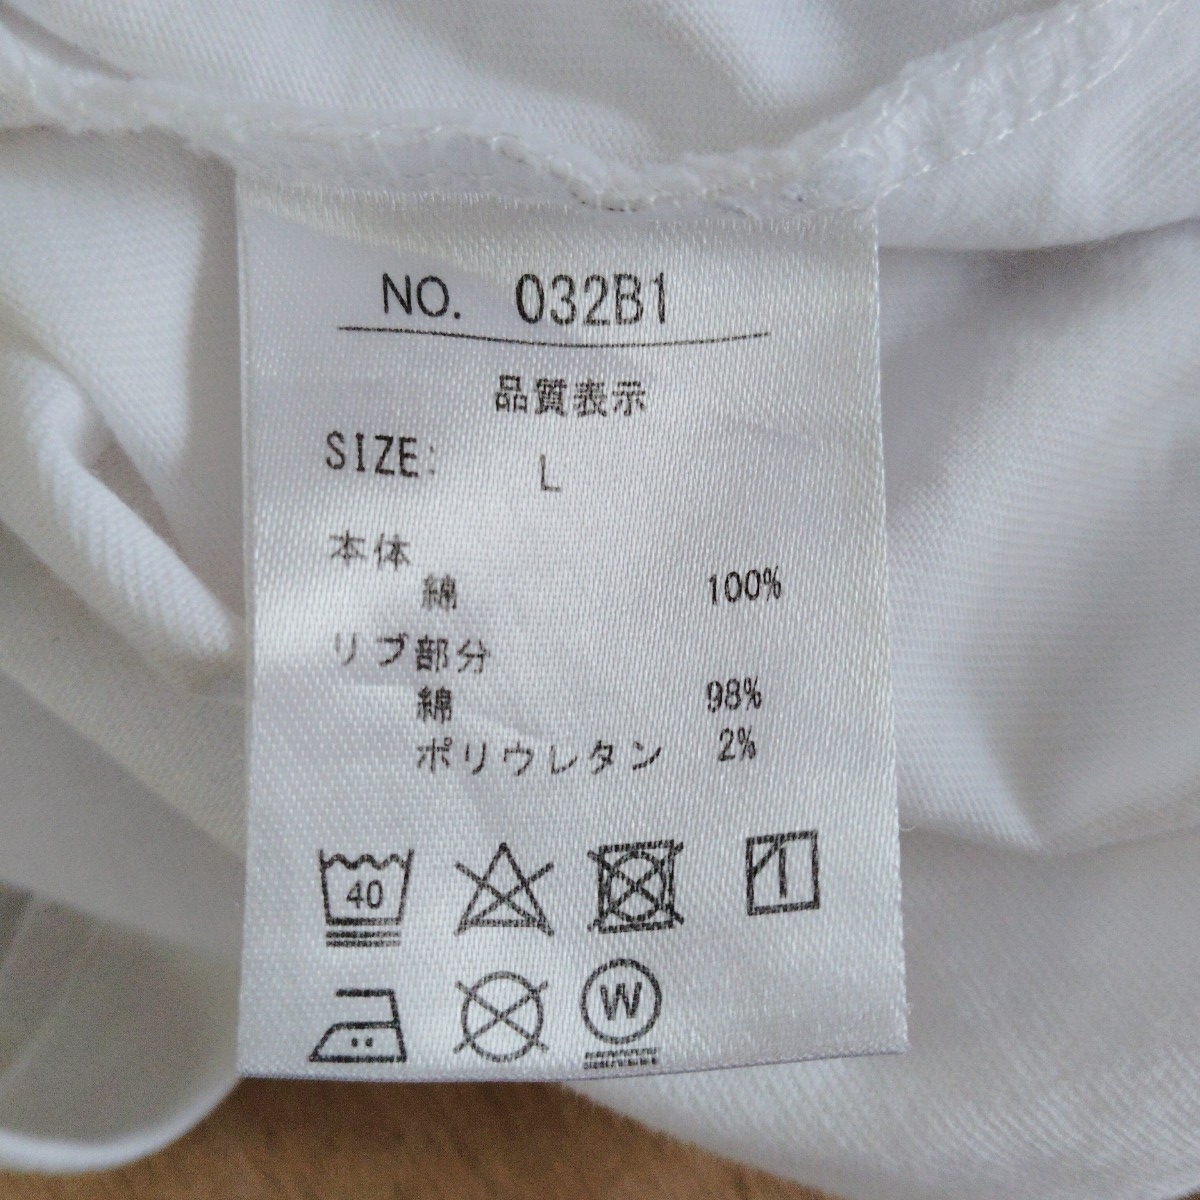 NO. 032B1
品質表示
SIZE: L
本体
綿 100%
リブ部分
綿 98%
ポリウレタン 2%
40
W